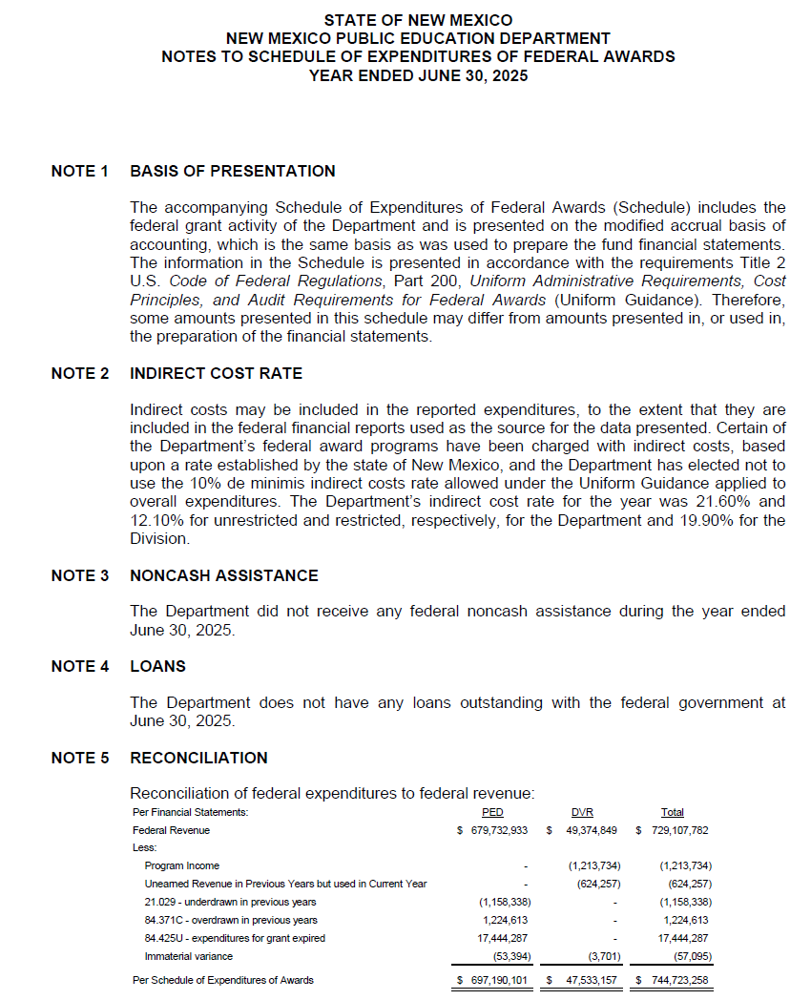 STATE OF NEW MEXICO
NEW MEXICO PUBLIC EDUCATION DEPARTMENT
NOTES TO SCHEDULE OF EXPENDITURES OF FEDERAL AWARDS
YEAR ENDED JUNE 30, 2025
NOTE 1 BASIS OF PRESENTATION
The accompanying Schedule of Expenditures of Federal Awards (Schedule) includes the
federal grant activity of the Department and is presented on the modified accrual basis of
accounting, which is the same basis as was used to prepare the fund financial statements.
The information in the Schedule is presented in accordance with the requirements Title 2
U.S. Code of Federal Regulations, Part 200, Uniform Administrative Requirements, Cost
Principles, and Audit Requirements for Federal Awards (Uniform Guidance). Therefore,
some amounts presented in this schedule may differ from amounts presented in, or used in,
the preparation of the financial statements.
NOTE 2 INDIRECT COST RATE
Indirect costs may be included in the reported expenditures, to the extent that they are
included in the federal financial reports used as the source for the data presented. Certain of
the Department's federal award programs have been charged with indirect costs, based
upon a rate established by the state of New Mexico, and the Department has elected not to
use the 10% de minimis indirect costs rate allowed under the Uniform Guidance applied to
overall expenditures. The Department's indirect cost rate for the year was 21.60% and
12.10% for unrestricted and restricted, respectively, for the Department and 19.90% for the
Division.
NOTE 3 NONCASH ASSISTANCE
The Department did not receive any federal noncash assistance during the year ended
June 30, 2025.
NOTE 4 LOANS
The Department does not have any loans outstanding with the federal government at
June 30, 2025.
NOTE 5 RECONCILIATION
Reconciliation of federal expenditures to federal revenue:
Per Financial Statements: PED DVR Total
Federal Revenue $ 679,732,933 $ 49,374,849 $ 729,107,782
Less:
Program Income - (1,213,734) (1,213,734)
Unearned Revenue in Previous Years but used in Current Year - (624,257) (624,257)
21.029 - underdrawn in previous years (1,158,338) - (1,158,338)
84.371C - overdrawn in previous years 1,224,613 - 1,224,613
84.425U - expenditures for grant expired 17,444,287 - 17,444,287
Immaterial variance (53,394) (3,701) (57,095)
Per Schedule of Expenditures of Awards $ 697,190,101 $ 47,533,157 $ 744,723,258